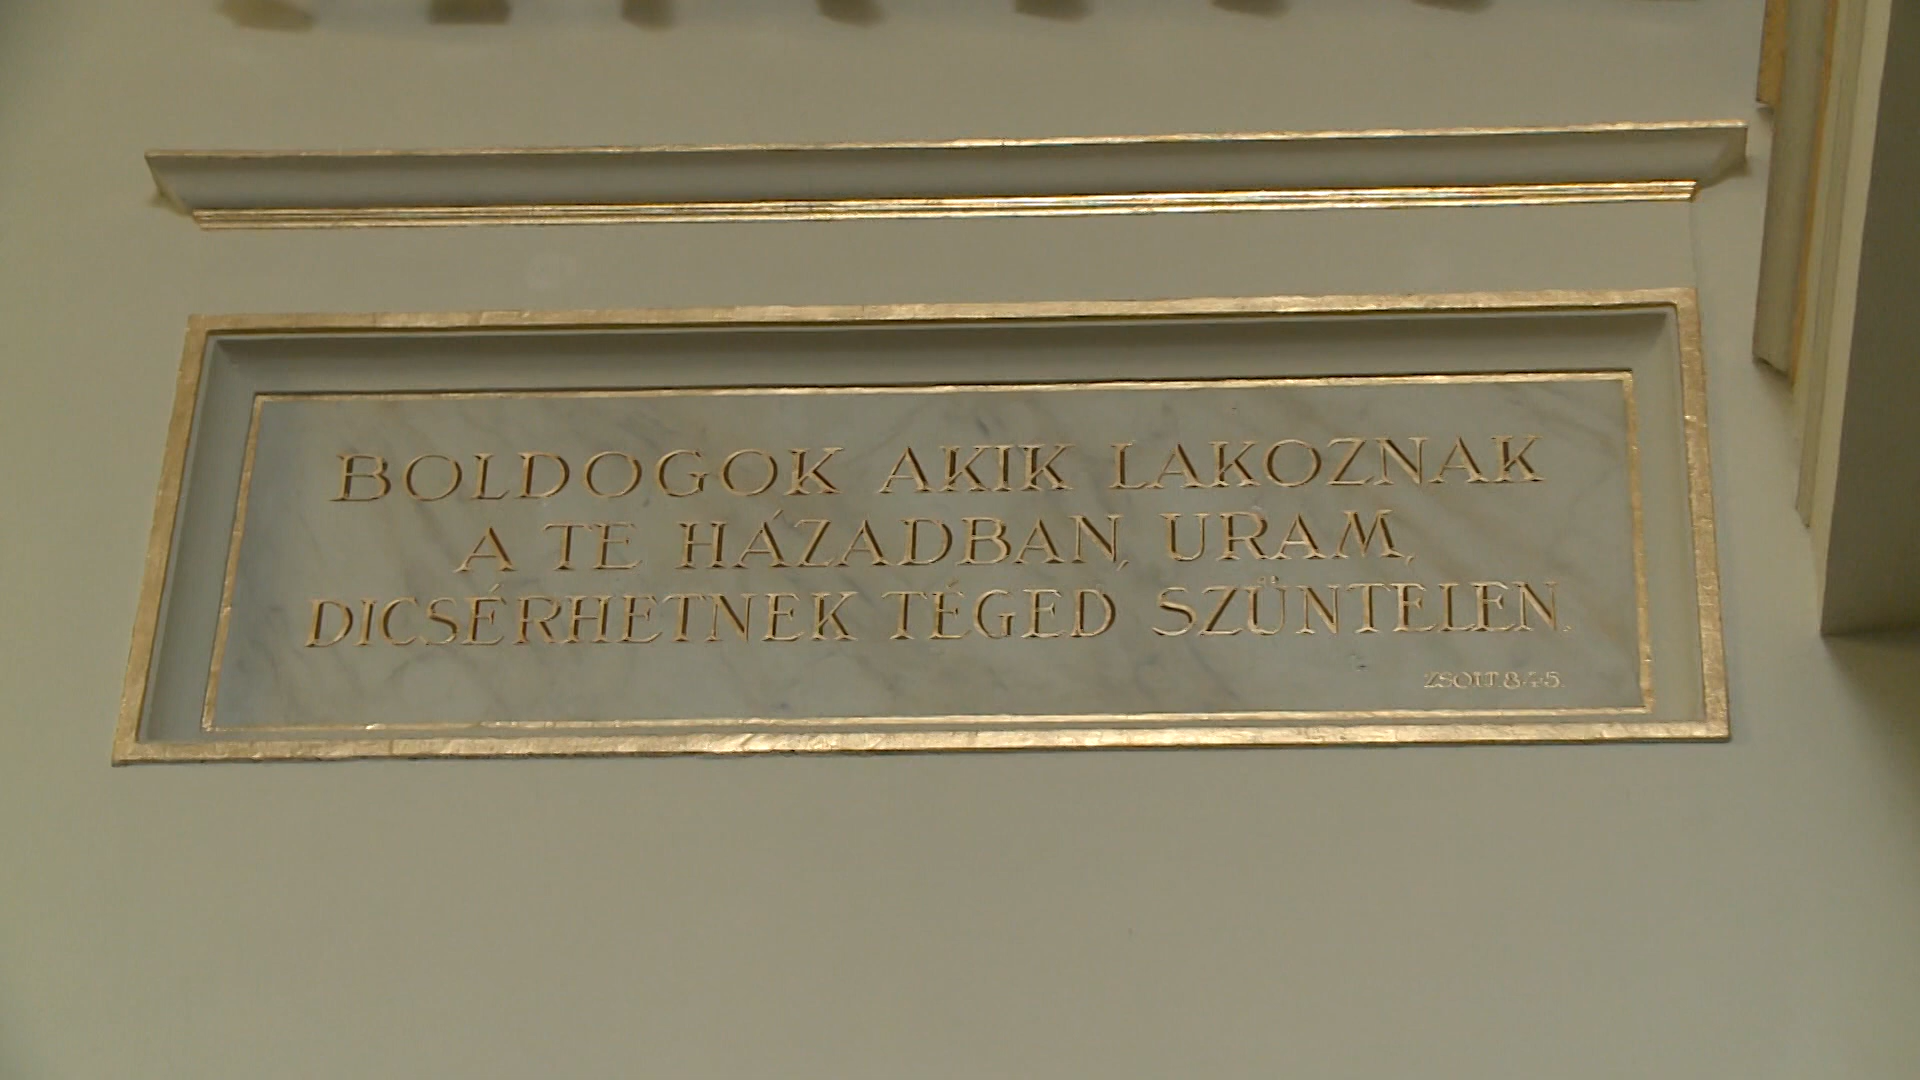 BOLDOGOK AKIK LAKOZNAK
A TE HÁZADBAN, URAM,
DICSÉRHETNEK TÉGED SZÜNTELEN.
ZSOLT. 84.5.